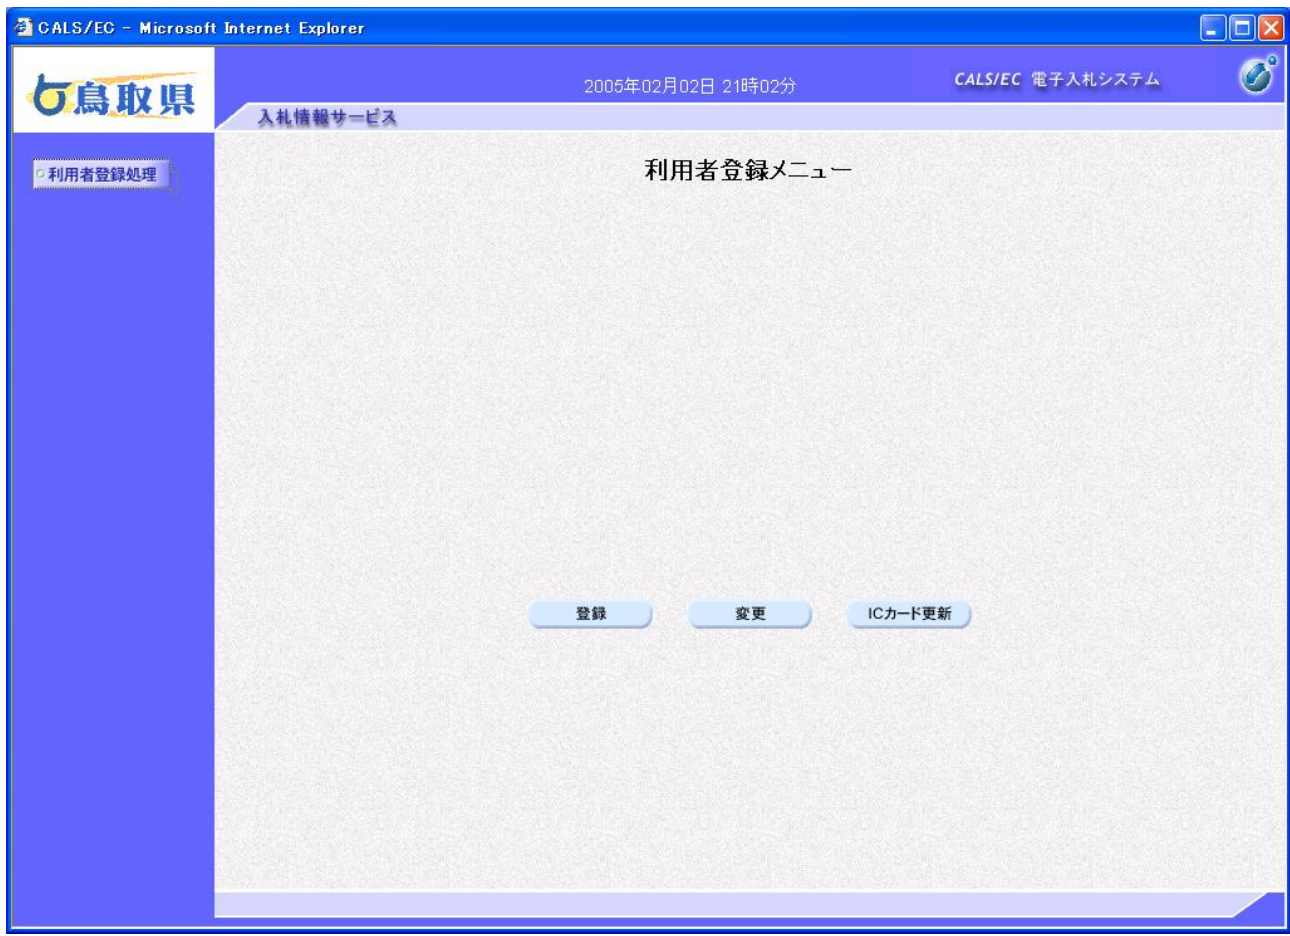 CALS/EC - Microsoft Internet Explorer
鳥取県
2005年02月02日 21時02分
CALS/EC 電子入札システム
入札情報サービス
利用者登録処理
利用者登録メニュー
登録
変更
ICカード更新